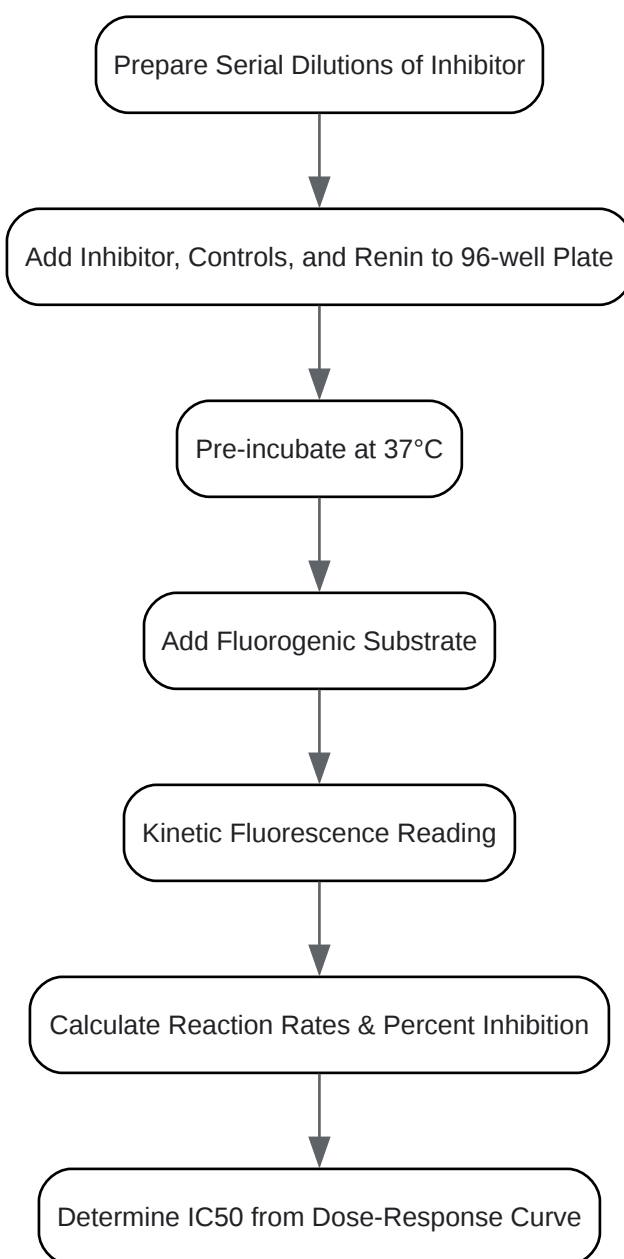 Prepare Serial Dilutions of Inhibitor
Add Inhibitor, Controls, and Renin to 96-well Plate
Pre-incubate at 37°C
Add Fluorogenic Substrate
Kinetic Fluorescence Reading
Calculate Reaction Rates & Percent Inhibition
Determine IC50 from Dose-Response Curve